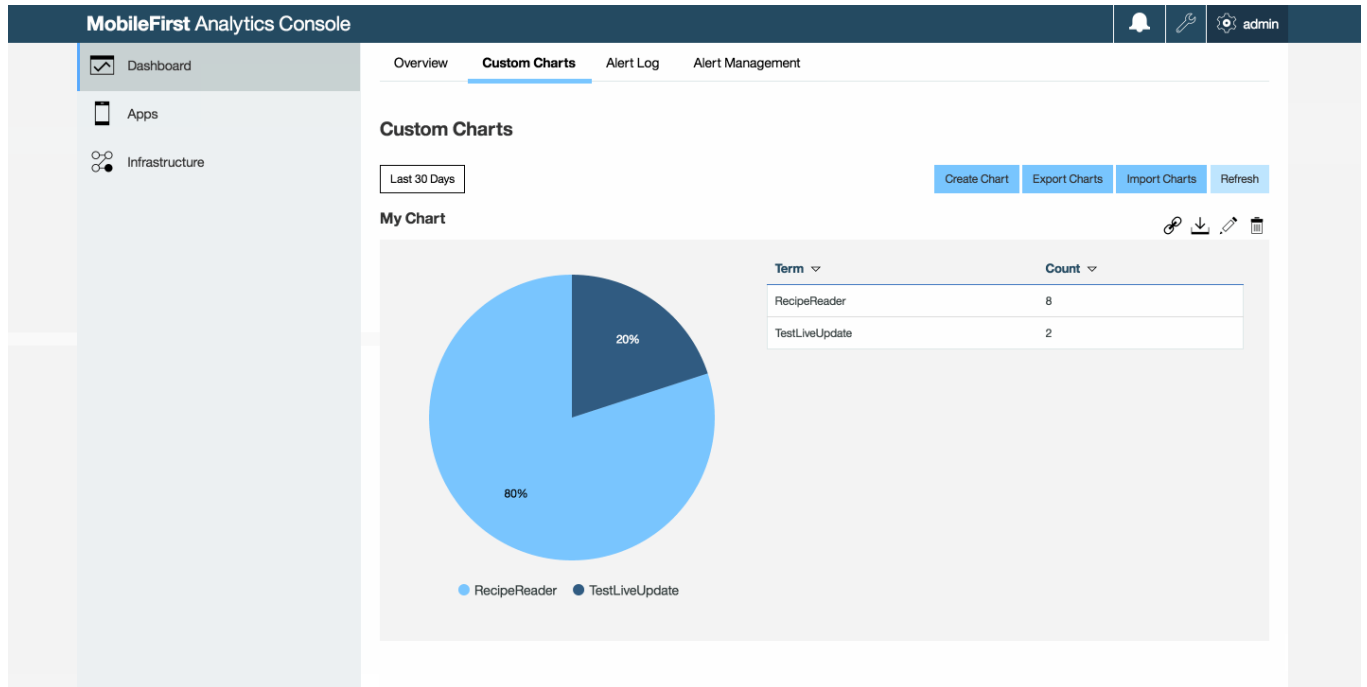 MobileFirst Analytics Console
admin
Dashboard
Apps
Infrastructure
Overview Custom Charts Alert Log Alert Management
Custom Charts
Last 30 Days
Create Chart Export Charts Import Charts Refresh
My Chart
20%
80%
RecipeReader TestLiveUpdate
Term Count
RecipeReader 8
TestLiveUpdate 2